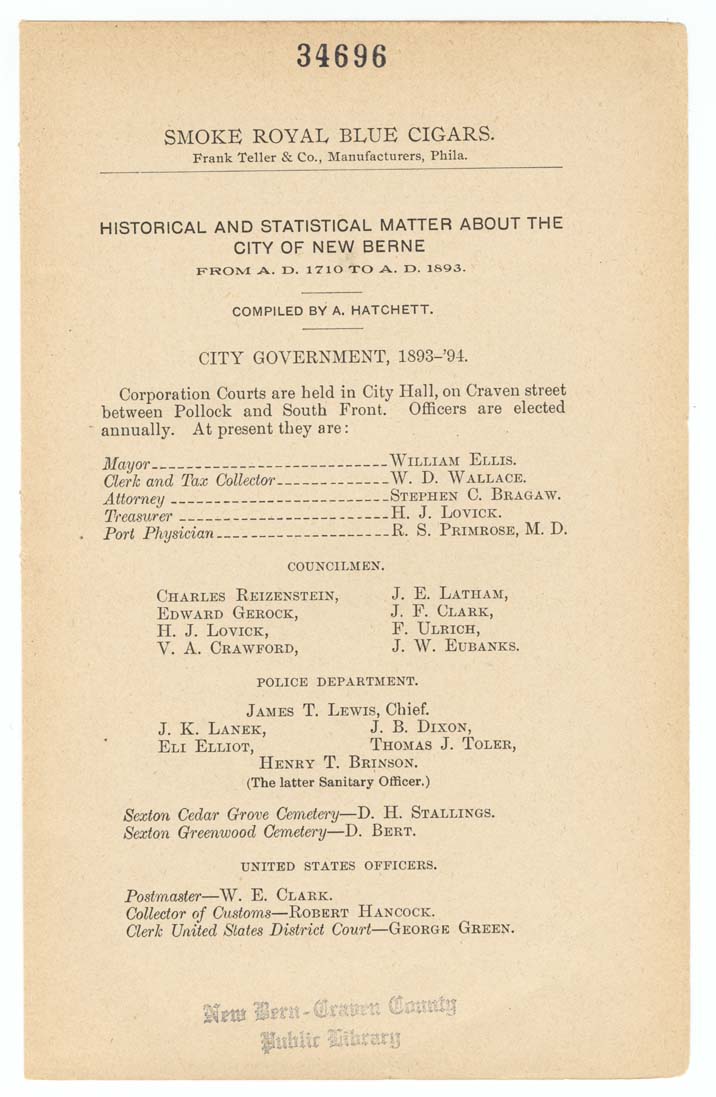 34696
SMOKE ROYAL BLUE CIGARS.
Frank Teller & Co., Manufacturers, Phila.
HISTORICAL AND STATISTICAL MATTER ABOUT THE
CITY OF NEW BERNE
FROM A. D. 1710 TO A. D. 1893.
COMPILED BY A. HATCHETT.
CITY GOVERNMENT, 1893-'94.
Corporation Courts are held in City Hall, on Craven street
between Pollock and South Front. Officers are elected
annually. At present they are:
Mayor WILLIAM ELLIS.
Clerk and Tax Collector W. D. WALLACE.
Attorney STEPHEN C. BRAGAW.
Treasurer H. J. LOVICK.
Port Physician R. S. PRIMROSE, M. D.
COUNCILMEN.
CHARLES REIZENSTEIN, J. E. LATHAM,
EDWARD GEROCK, J. F. CLARK,
H. J. LOVICK, F. ULRICH,
V. A. CRAWFORD, J. W. EUBANKS.
POLICE DEPARTMENT.
JAMES T. LEWIS, Chief.
J. K. LANEK, J. B. DIXON,
ELI ELLIOT, THOMAS J. TOLER,
HENRY T. BRINSON.
(The latter Sanitary Officer.)
Sexton Cedar Grove Cemetery—D. H. STALLINGS.
Sexton Greenwood Cemetery—D. BERT.
UNITED STATES OFFICERS.
Postmaster—W. E. CLARK.
Collector of Customs—ROBERT HANCOCK.
Clerk United States District Court—GEORGE GREEN.
New Bern-Craven County
Public Library